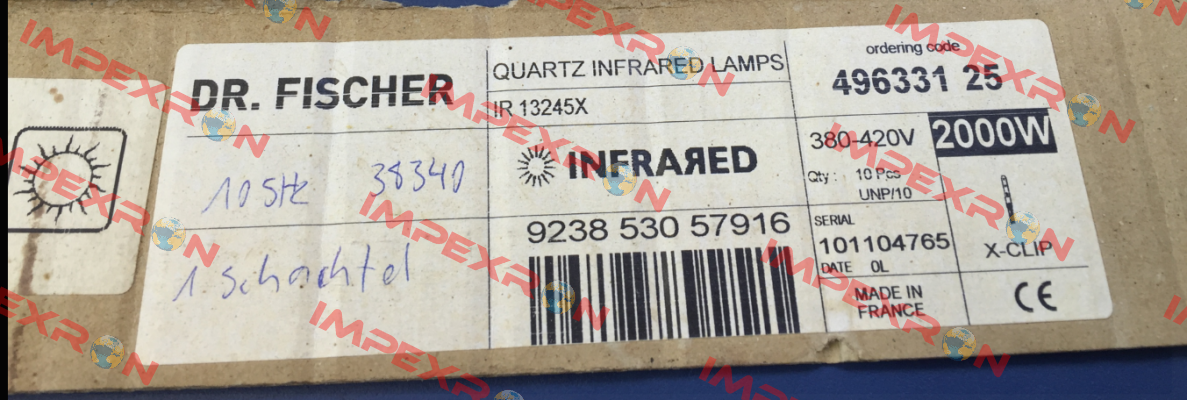 DR. FISCHER
10 Stk 38340
1 Schachtel
QUARTZ INFRARED LAMPS
IR 13245X
INFRAЯED
9238 530 57916
ordering code
496331 25
380-420V 2000W
Qty : 10 Pcs
UNP/10
SERIAL
101104765
DATE 0L
X-CLIP
MADE IN
FRANCE
CE
IMPEXRON